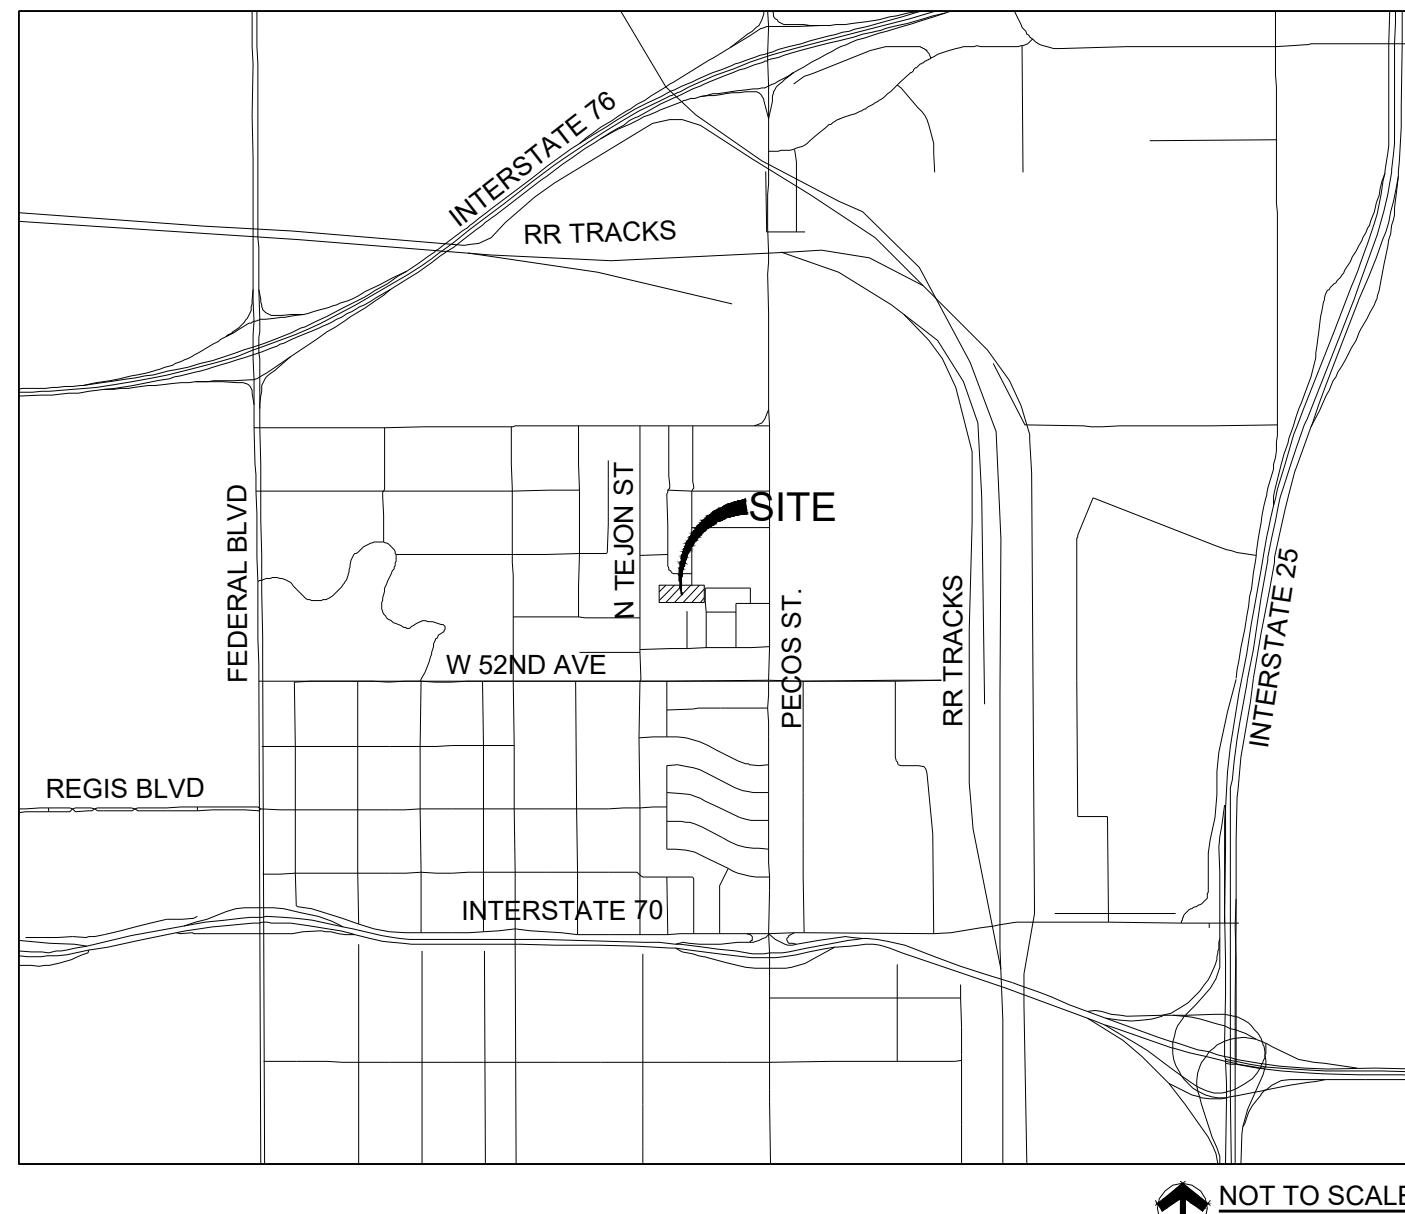 INTERSTATE 76
RR TRACKS
N TEJON ST
SITE
FEDERAL BLVD
INTERSTATE 25
RR TRACKS
PECOS ST.
W 52ND AVE
REGIS BLVD
INTERSTATE 70
NOT TO SCALE